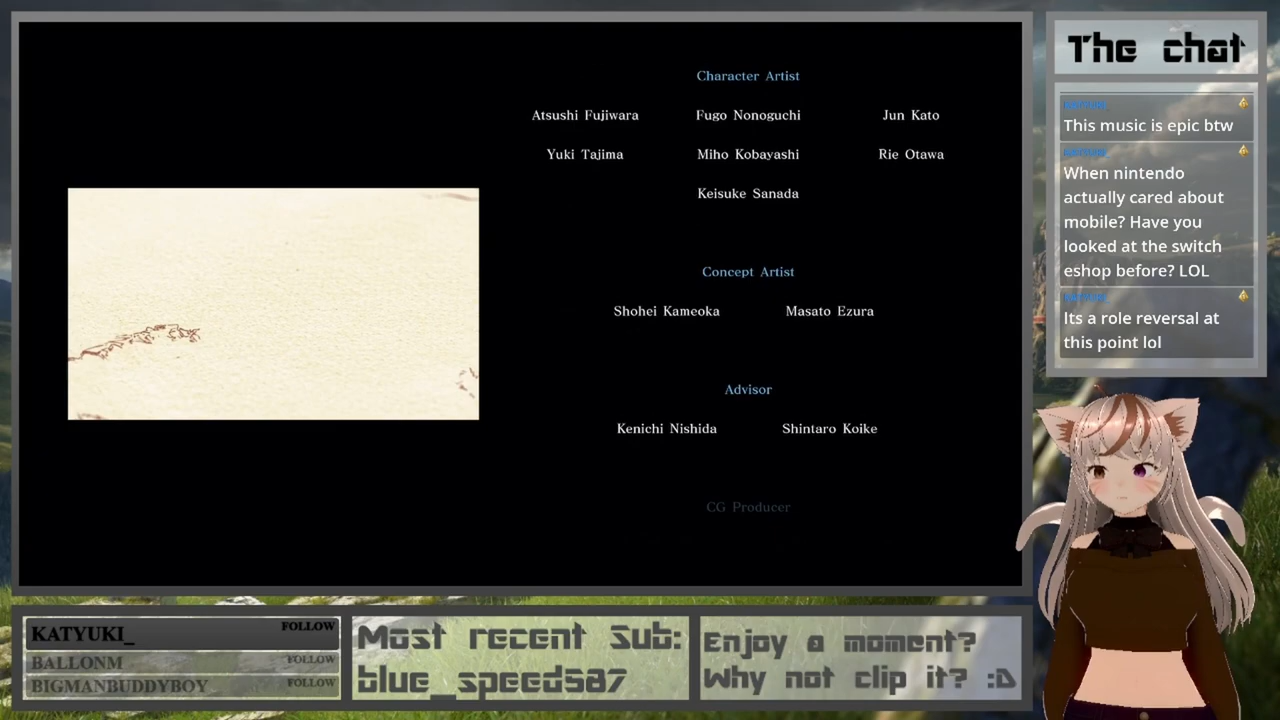 Character Artist
Atsushi Fujiwara Fugo Nonoguchi Jun Kato
Yuki Tajima Miho Kobayashi Rie Otawa
Keisuke Sanada
Concept Artist
Shohei Kameoka Masato Ezura
Advisor
Kenichi Nishida Shintaro Koike
CG Producer
The chat
This music is epic btw
When nintendo
actually cared about
mobile? Have you
looked at the switch
eshop before? LOL
Its a role reversal at
this point lol
KATYUKI_ FOLLOW
BALLONM FOLLOW
BIGMANBUDDYBOY FOLLOW
Most recent Sub:
blue_speed587
Enjoy a moment?
Why not clip it? :D